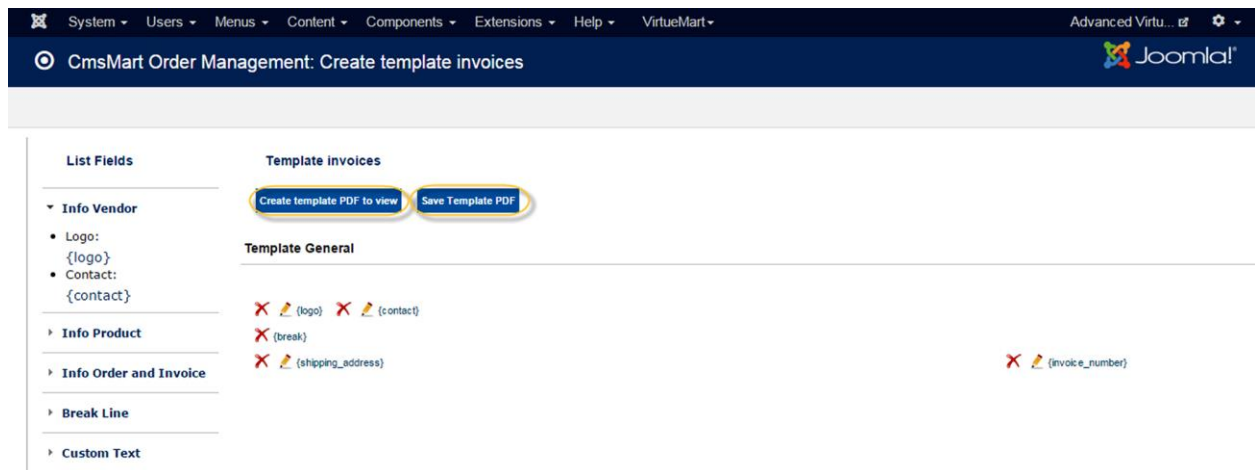 System Users Menus Content Components Extensions Help VirtueMart Advanced Virtu...
CmsMart Order Management: Create template invoices Joomla!
List Fields
Info Vendor
Logo:
{logo}
Contact:
{contact}
Info Product
Info Order and Invoice
Break Line
Custom Text
Template invoices
Create template PDF to view Save Template PDF
Template General
{logo} {contact}
{break}
{shipping_address} {invoice_number}